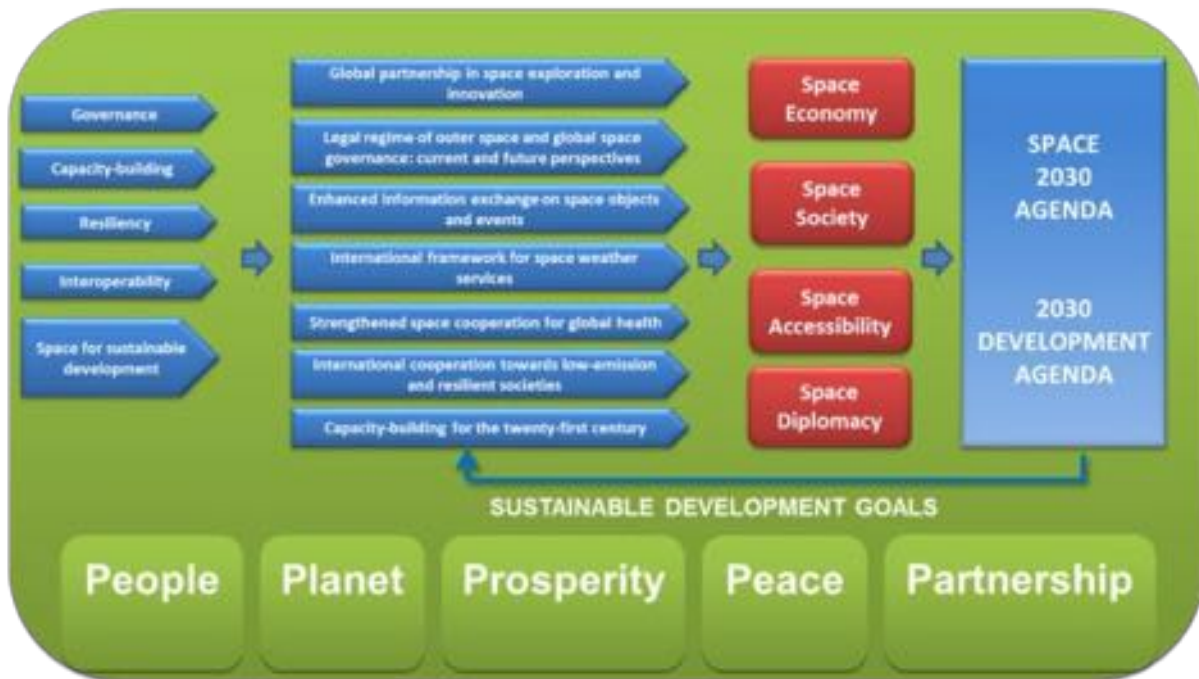 Governance
Capacity-building
Resiliency
Interoperability
Space for sustainable
development
Global partnership in space exploration and
innovation
Legal regime of outer space and global space
governance: current and future perspectives
Enhanced information exchange on space objects
and events
International framework for space weather
services
Strengthened space cooperation for global health
International cooperation towards low-emission
and resilient societies
Capacity-building for the twenty-first century
Space
Economy
Space
Society
Space
Accessibility
Space
Diplomacy
SPACE
2030
AGENDA
2030
DEVELOPMENT
AGENDA
SUSTAINABLE DEVELOPMENT GOALS
People
Planet
Prosperity
Peace
Partnership